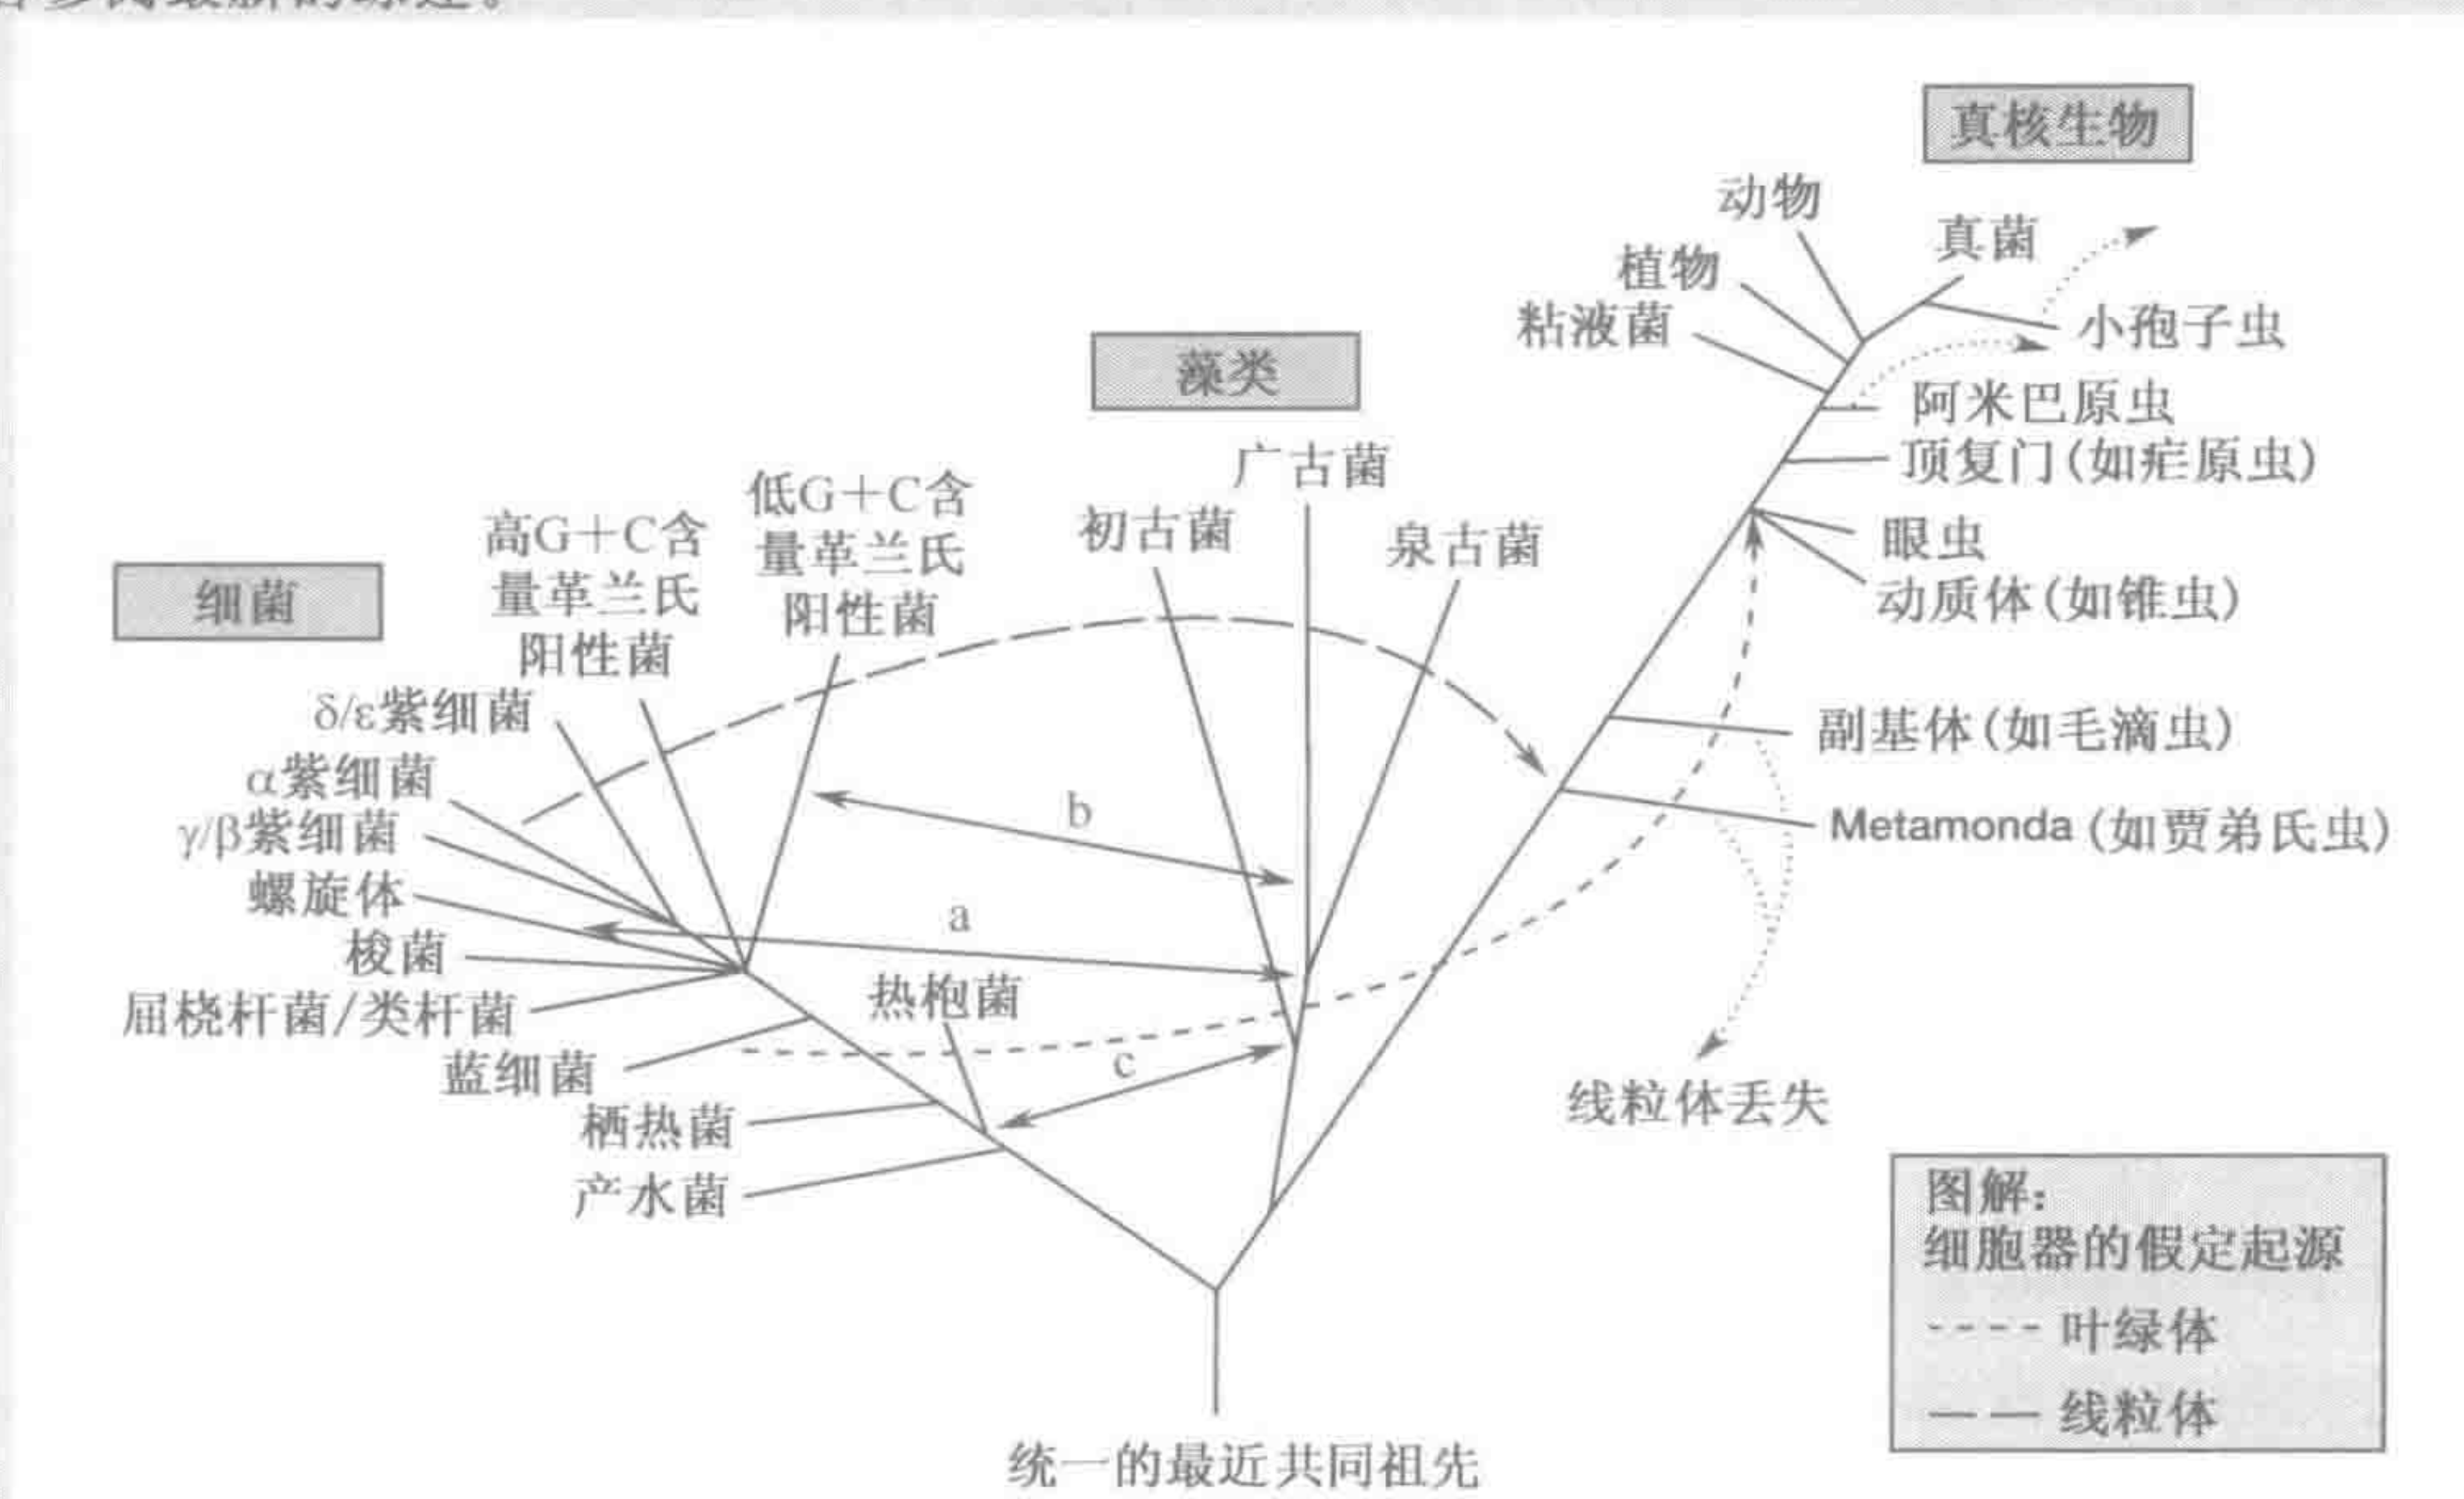 真核生物
动物
真菌
植物
粘液菌
小孢子虫
藻类
阿米巴原虫
广古菌
顶复门(如疟原虫)
低G+C含
量革兰氏
阳性菌
高G+C含
量革兰氏
阳性菌
初古菌
泉古菌
眼虫
细菌
动质体(如锥虫)
δ/ε紫细菌
副基体(如毛滴虫)
α紫细菌
b
γ/β紫细菌
Metamonda (如贾弟氏虫)
螺旋体
a
梭菌
热枹菌
屈桡杆菌/类杆菌
蓝细菌
c
线粒体丢失
栖热菌
产水菌
图解:
细胞器的假定起源
叶绿体
线粒体
统一的最近共同祖先